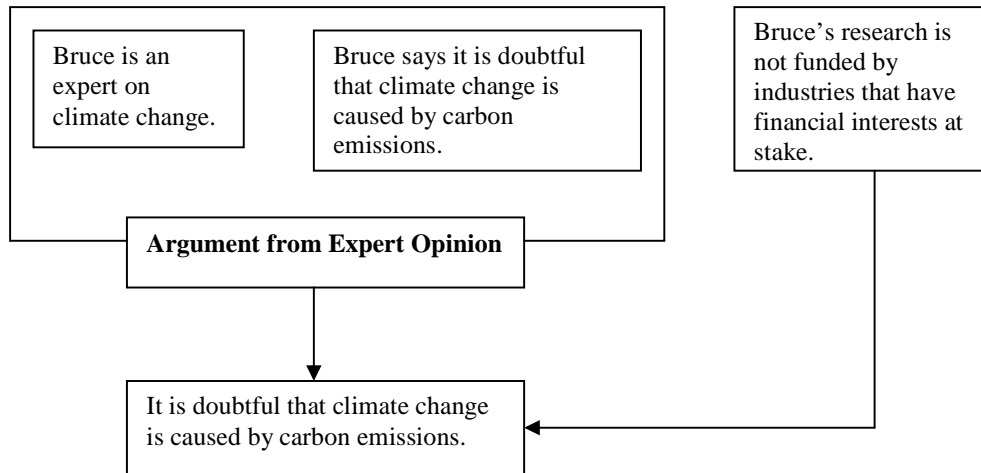 Bruce is an
expert on
climate change.
Bruce says it is doubtful
that climate change is
caused by carbon
emissions.
Bruce’s research is
not funded by
industries that have
financial interests at
stake.
Argument from Expert Opinion
It is doubtful that climate change
is caused by carbon emissions.